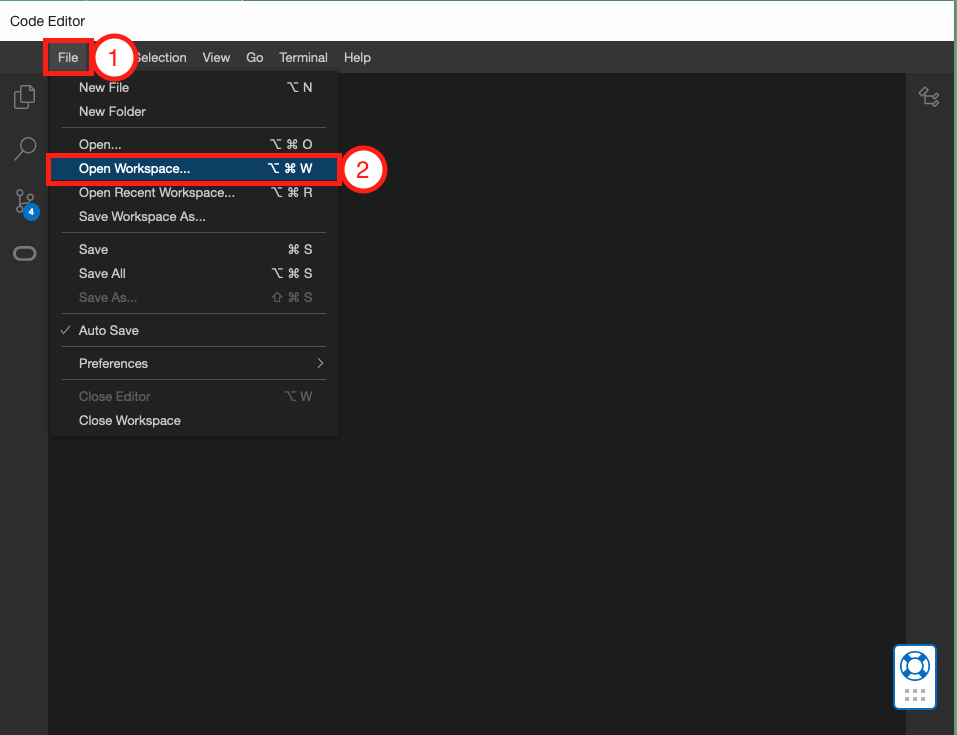 Code Editor
File 1 Selection View Go Terminal Help
New File ⌥ N
New Folder
Open... ⌥ ⌘ O
Open Workspace... ⌥ ⌘ W 2
Open Recent Workspace... ⌥ ⌘ R
Save Workspace As...
4
Save ⌘ S
Save All ⌥ ⌘ S
Save As... ⇧ ⌘ S
✓ Auto Save
Preferences
Close Editor ⌥ W
Close Workspace